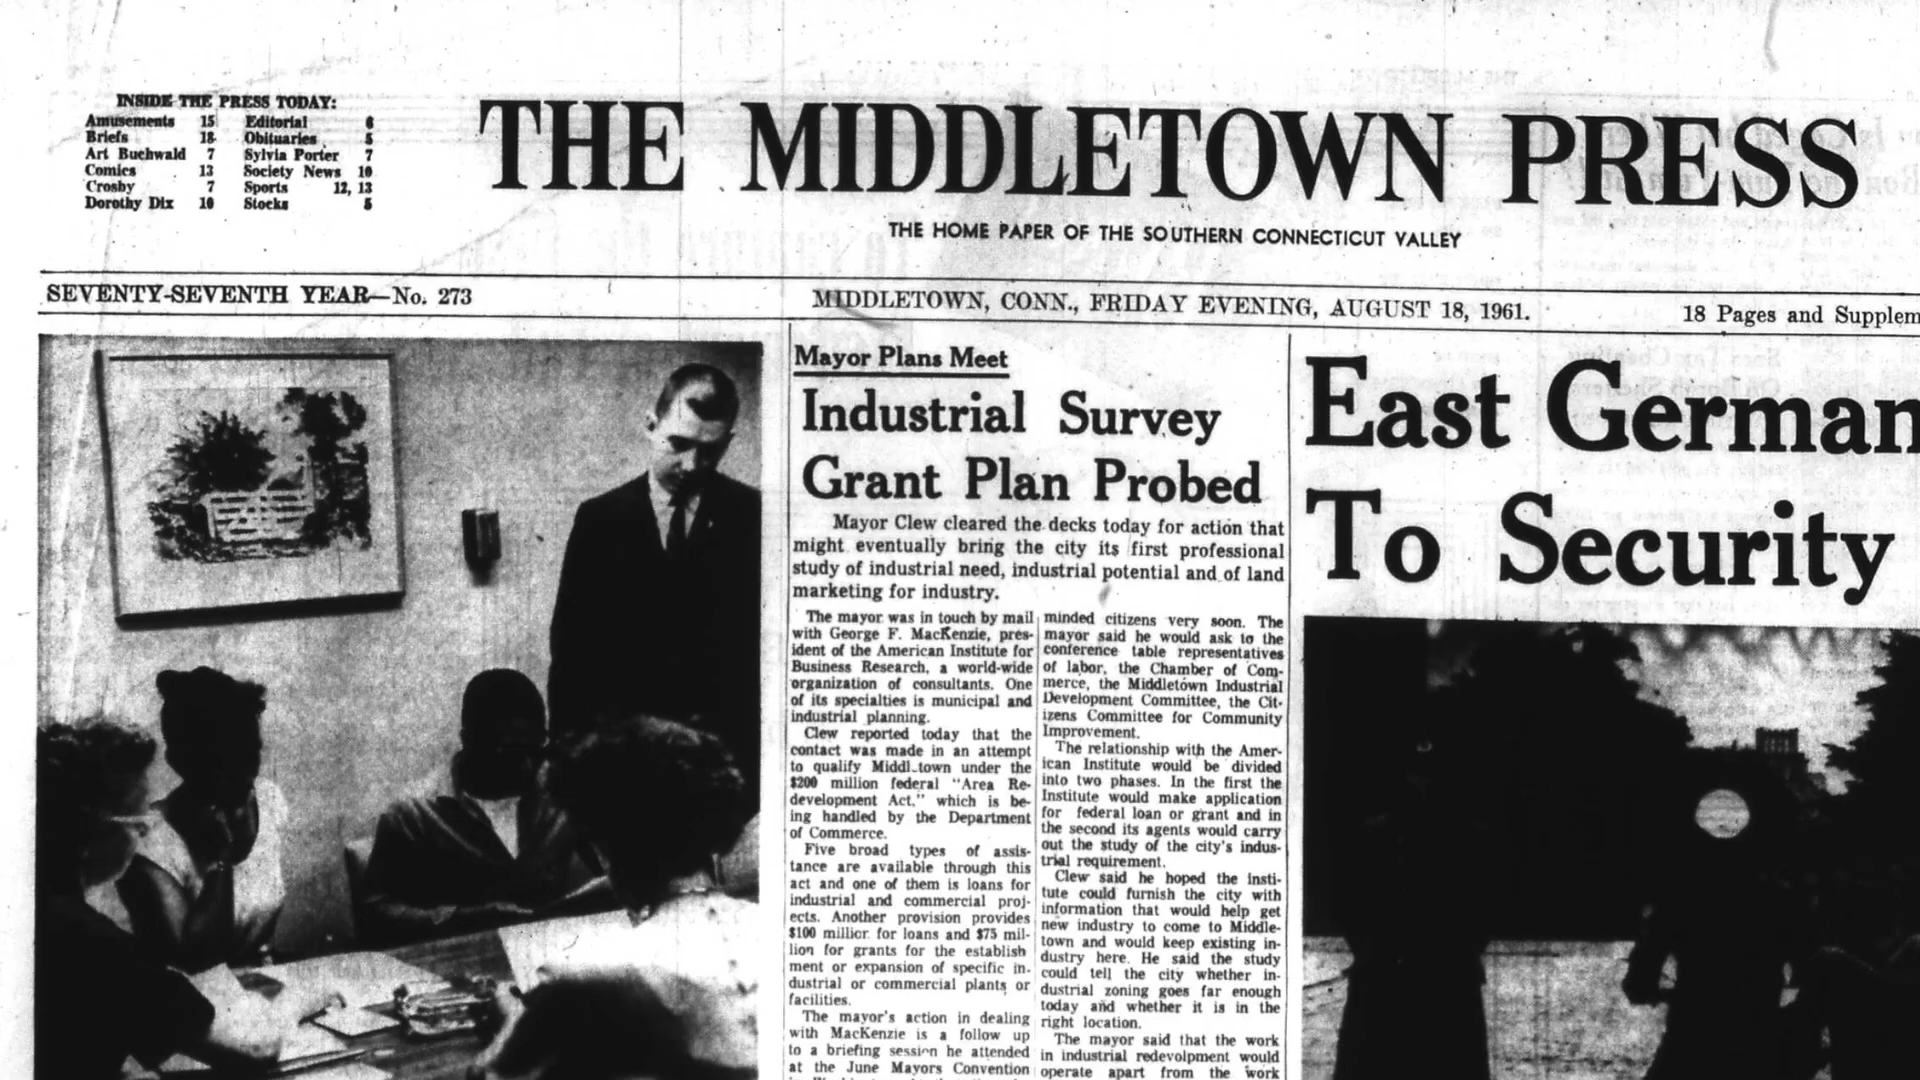 INSIDE THE PRESS TODAY:
Amusements 15 Editorial 6
Briefs 18 Obituaries 5
Art Buchwald 7 Sylvia Porter 7
Comics 13 Society News 10
Crosby 7 Sports 12, 13
Dorothy Dix 10 Stocks 5
THE MIDDLETOWN PRESS
THE HOME PAPER OF THE SOUTHERN CONNECTICUT VALLEY
SEVENTY-SEVENTH YEAR—No. 273
MIDDLETOWN, CONN., FRIDAY EVENING, AUGUST 18, 1961.
18 Pages and Supplem
Mayor Plans Meet
Industrial Survey
Grant Plan Probed
Mayor Clew cleared the decks today for action that
might eventually bring the city its first professional
study of industrial need, industrial potential and of land
marketing for industry.
The mayor was in touch by mail
with George F. MacKenzie, pres-
ident of the American Institute for
Business Research, a world-wide
organization of consultants. One
of its specialties is municipal and
industrial planning.
Clew reported today that the
contact was made in an attempt
to qualify Middl.town under the
$200 million federal "Area Re-
development Act," which is be-
ing handled by the Department
of Commerce.
Five broad types of assis-
tance are available through this
act and one of them is loans for
industrial and commercial proj-
ects. Another provision provides
$100 million for loans and $75 mil-
lion for grants for the establish
ment or expansion of specific in-
dustrial or commercial plants or
facilities.
The mayor's action in dealing
with MacKenzie is a follow up
to a briefing session he attended
at the June Mayors Convention
minded citizens very soon. The
mayor said he would ask to the
conference table representatives
of labor, the Chamber of Com-
merce, the Middletown Industrial
Development Committee, the Cit-
izens Committee for Community
Improvement.
The relationship with the Amer-
ican Institute would be divided
into two phases. In the first the
Institute would make application
for federal loan or grant and in
the second its agents would carry
out the study of the city's indus-
trial requirement.
Clew said he hoped the Insti-
tute could furnish the city with
information that would help get
new industry to come to Middle-
town and would keep existing in-
dustry here. He said the study
could tell the city whether in-
dustrial zoning goes far enough
today and whether it is in the
right location.
The mayor said that the work
in industrial redevolpment would
operate apart from the work
East German
To Security